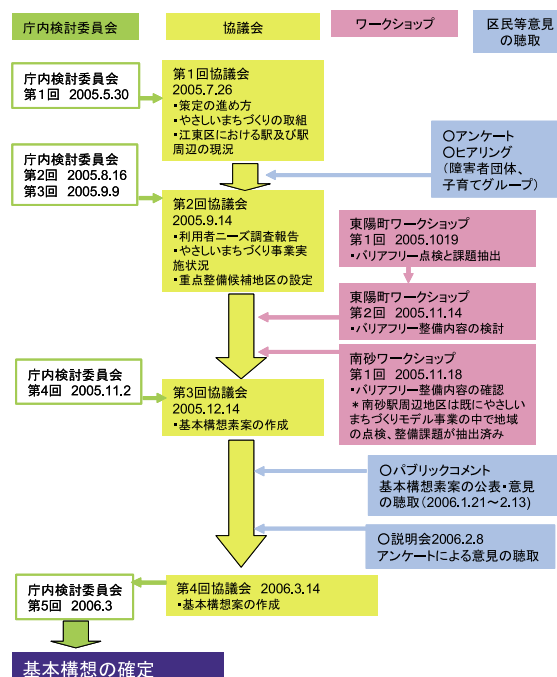 庁内検討委員会
協議会
ワークショップ
区民等意見
の聴取
庁内検討委員会
第1回 2005.5.30
第1回協議会
2005.7.26
・策定の進め方
・やさしいまちづくりの取組
・江東区における駅及び駅
周辺の現況
〇アンケート
〇ヒアリング
(障害者団体、
子育てグループ)
庁内検討委員会
第2回 2005.8.16
第3回 2005.9.9
第2回協議会
2005.9.14
・利用者ニーズ調査報告
・やさしいまちづくり事業実
施状況
・重点整備候補地区の設定
東陽町ワークショップ
第1回 2005.1019
・バリアフリー点検と課題抽出
東陽町ワークショップ
第2回 2005.11.14
・バリアフリー整備内容の検討
南砂ワークショップ
第1回 2005.11.18
・バリアフリー整備内容の確認
＊南砂駅周辺地区は既にやさしい
まちづくりモデル事業の中で地域
の点検、整備課題が抽出済み
庁内検討委員会
第4回 2005.11.2
第3回協議会
2005.12.14
・基本構想素案の作成
〇パブリックコメント
基本構想素案の公表・意見
の聴取(2006.1.21～2.13)
〇説明会2006.2.8
アンケートによる意見の聴取
庁内検討委員会
第5回 2006.3
第4回協議会 2006.3.14
・基本構想案の作成
基本構想の確定